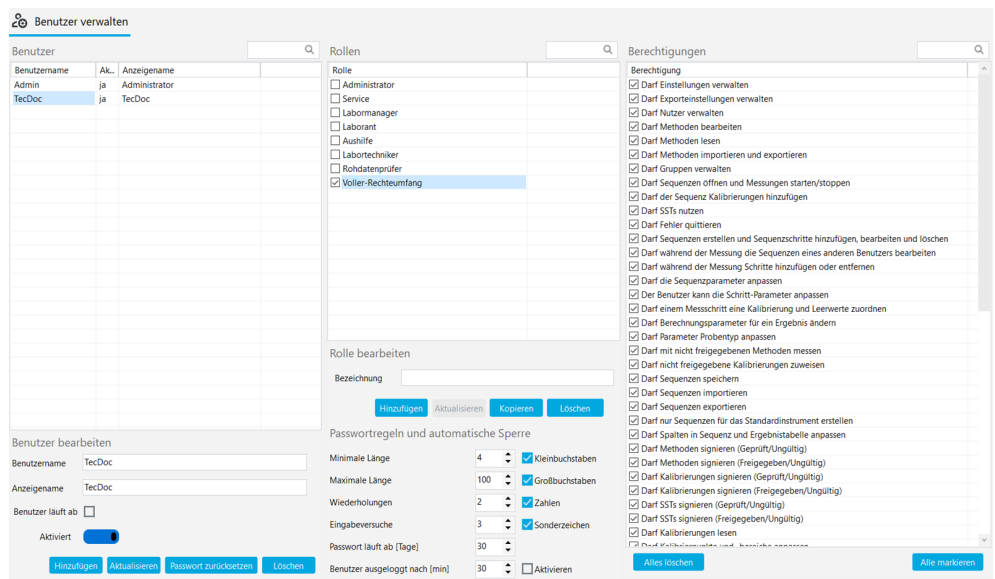 Benutzer verwalten
Benutzer
Benutzername Ak... Anzeigename
Admin ja Administrator
TecDoc ja TecDoc
Benutzer bearbeiten
Benutzername TecDoc
Anzeigename TecDoc
Benutzer läuft ab
Aktiviert
Hinzufügen Aktualisieren Passwort zurücksetzen Löschen
Rollen
Rolle
Administrator
Service
Labormanager
Laborant
Aushilfe
Labortechniker
Rohdatenprüfer
Voller-Rechteumfang
Rolle bearbeiten
Bezeichnung
Hinzufügen Aktualisieren Kopieren Löschen
Passwortregeln und automatische Sperre
Minimale Länge 4 Kleinbuchstaben
Maximale Länge 100 Großbuchstaben
Wiederholungen 2 Zahlen
Eingabeversuche 3 Sonderzeichen
Passwort läuft ab [Tage] 30
Benutzer ausgeloggt nach [min] 30 Aktivieren
Berechtigungen
Berechtigung
Darf Einstellungen verwalten
Darf Exporteinstellungen verwalten
Darf Nutzer verwalten
Darf Methoden bearbeiten
Darf Methoden lesen
Darf Methoden importieren und exportieren
Darf Gruppen verwalten
Darf Sequenzen öffnen und Messungen starten/stoppen
Darf der Sequenz Kalibrierungen hinzufügen
Darf SSTs nutzen
Darf Fehler quittieren
Darf Sequenzen erstellen und Sequenzschritte hinzufügen, bearbeiten und löschen
Darf während der Messung die Sequenzen eines anderen Benutzers bearbeiten
Darf während der Messung Schritte hinzufügen oder entfernen
Darf die Sequenzparameter anpassen
Der Benutzer kann die Schritt-Parameter anpassen
Darf einem Messschritt eine Kalibrierung und Leerwerte zuordnen
Darf Berechnungsparameter für ein Ergebnis ändern
Darf Parameter Probentyp anpassen
Darf mit nicht freigegebenen Methoden messen
Darf nicht freigegebene Kalibrierungen zuweisen
Darf Sequenzen speichern
Darf Sequenzen importieren
Darf Sequenzen exportieren
Darf nur Sequenzen für das Standardinstrument erstellen
Darf Spalten in Sequenz und Ergebnistabelle anpassen
Darf Methoden signieren (Geprüft/Ungültig)
Darf Methoden signieren (Freigegeben/Ungültig)
Darf Kalibrierungen signieren (Geprüft/Ungültig)
Darf Kalibrierungen signieren (Freigegeben/Ungültig)
Darf SSTs signieren (Geprüft/Ungültig)
Darf SSTs signieren (Freigegeben/Ungültig)
Darf Kalibrierungen lesen
Darf Kalibrierpunkte und -bereiche anpassen
Alles löschen Alle markieren